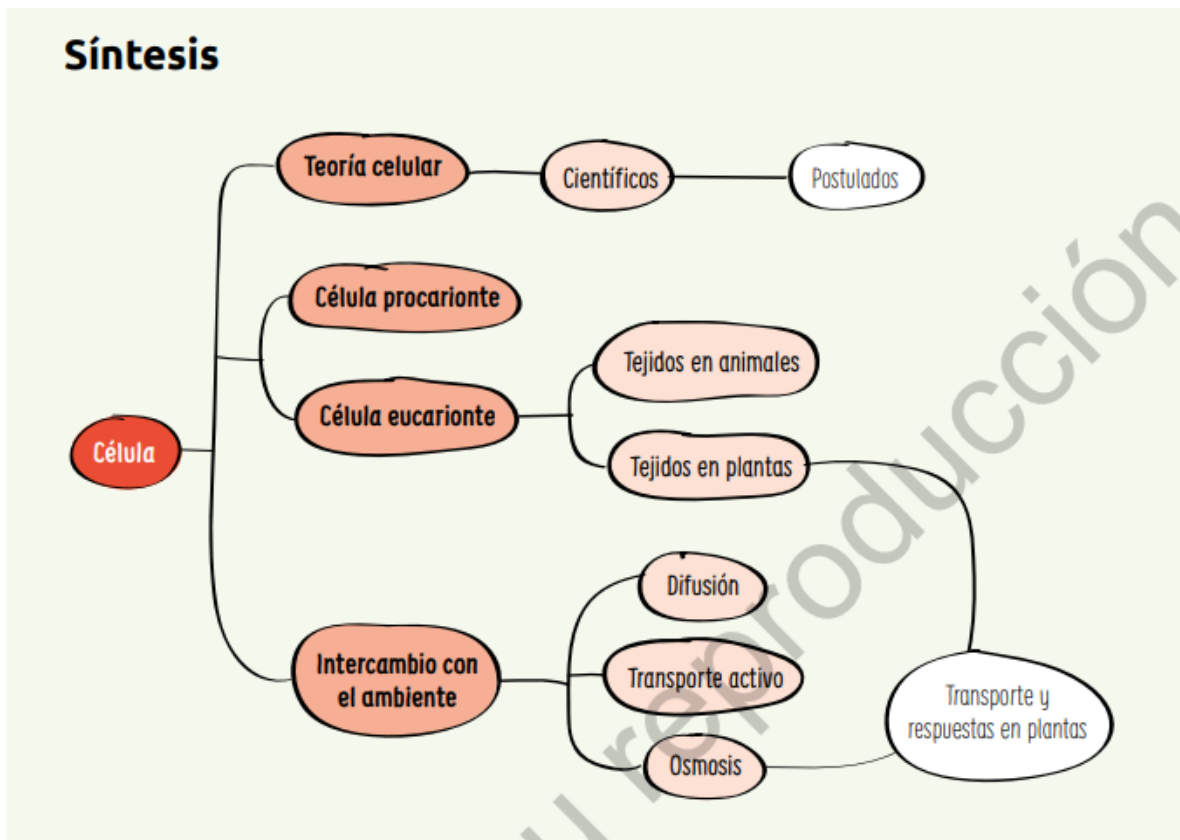 Síntesis
Teoría celular
Científicos
Postulados
Célula procarionte
Tejidos en animales
Célula eucarionte
Célula
Tejidos en plantas
Difusión
Intercambio con
el ambiente
Transporte activo
Transporte y
respuestas en plantas
Osmosis
u reproducción